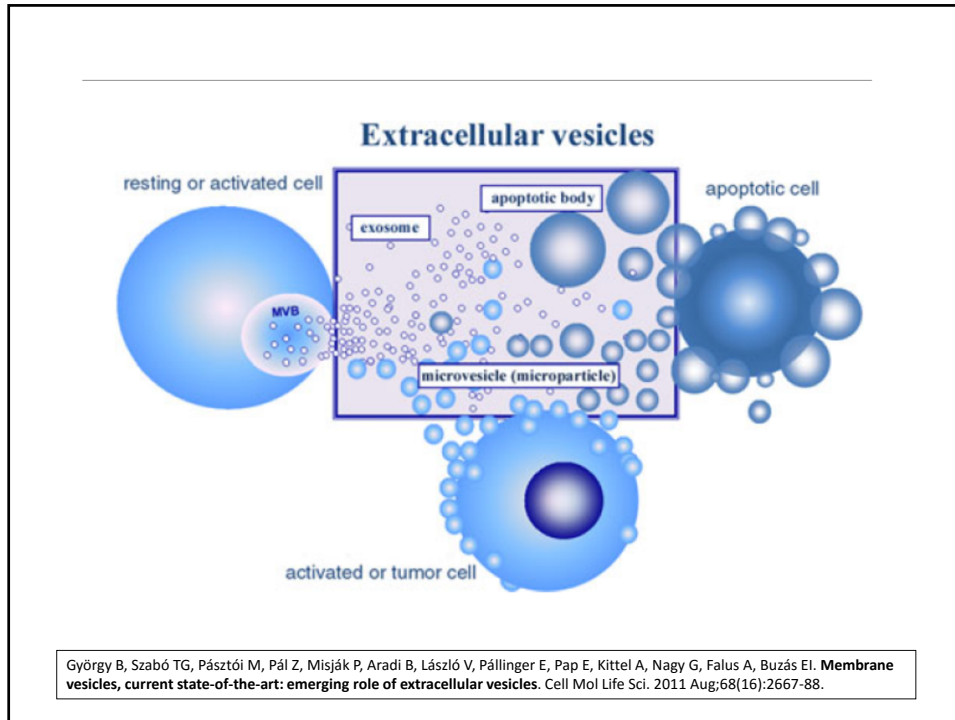 Extracellular vesicles
resting or activated cell
apoptotic body
apoptotic cell
exosome
MVB
microvesicle (microparticle)
activated or tumor cell
György B, Szabó TG, Pásztói M, Pál Z, Misják P, Aradi B, László V, Pállinger E, Pap E, Kittel A, Nagy G, Falus A, Buzás EI. Membrane
vesicles, current state-of-the-art: emerging role of extracellular vesicles. Cell Mol Life Sci. 2011 Aug;68(16):2667-88.